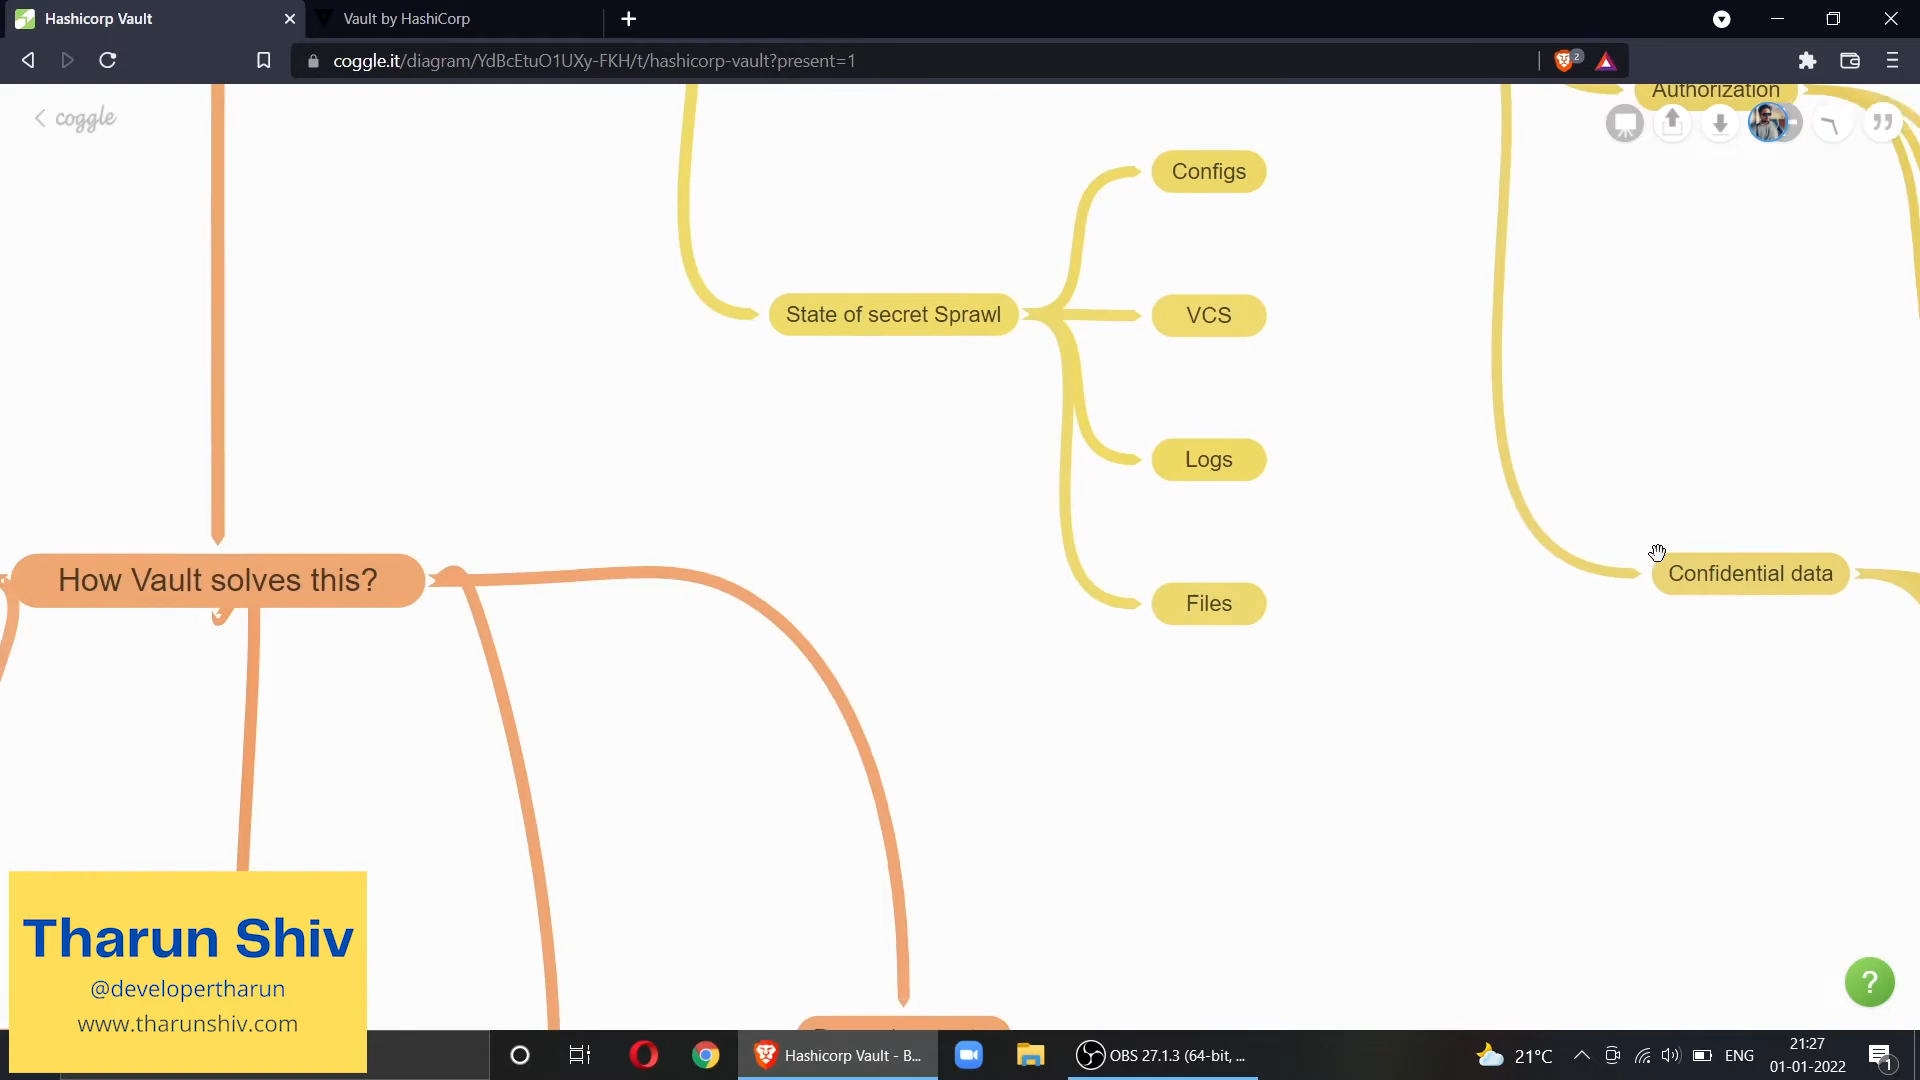 Hashicorp Vault
Vault by HashiCorp
coggle.it/diagram/YdBcEtuO1UXy-FKH/t/hashicorp-vault?present=1
2
coggle
Authorization
Configs
State of secret Sprawl
VCS
Logs
Confidential data
How Vault solves this?
Files
Tharun Shiv
@developertharun
www.tharunshiv.com
?
Hashicorp Vault - B...
OBS 27.1.3 (64-bit, ...
21°C
ENG
21:27
01-01-2022
1